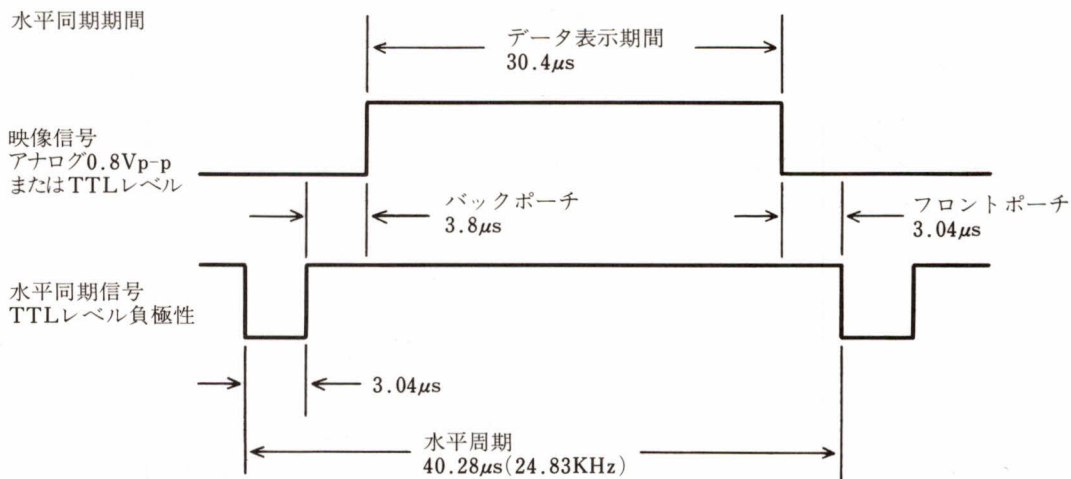 水平同期期間
データ表示期間
30.4μs
映像信号
アナログ0.8Vp-p
またはTTLレベル
バックポーチ
3.8μs
フロントポーチ
3.04μs
水平同期信号
TTLレベル負極性
3.04μs
水平周期
40.28μs(24.83KHz)